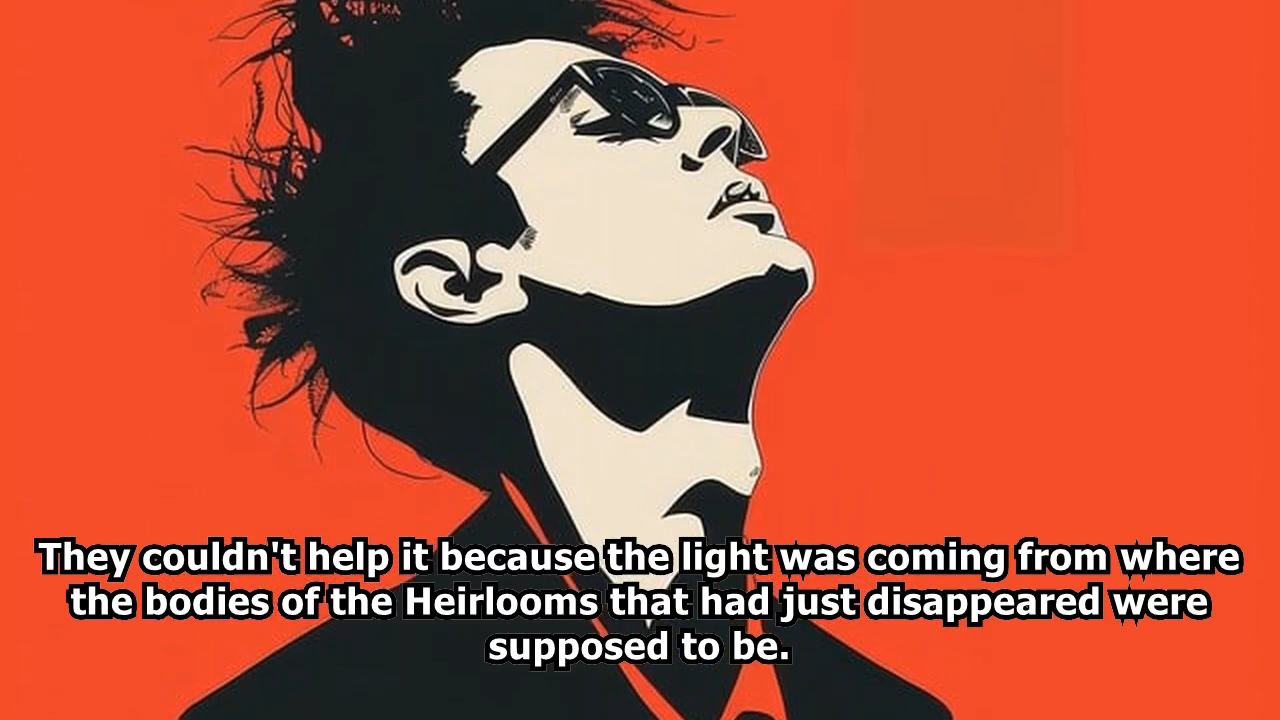 They couldn't help it because the light was coming from where
the bodies of the Heirlooms that had just disappeared were
supposed to be.